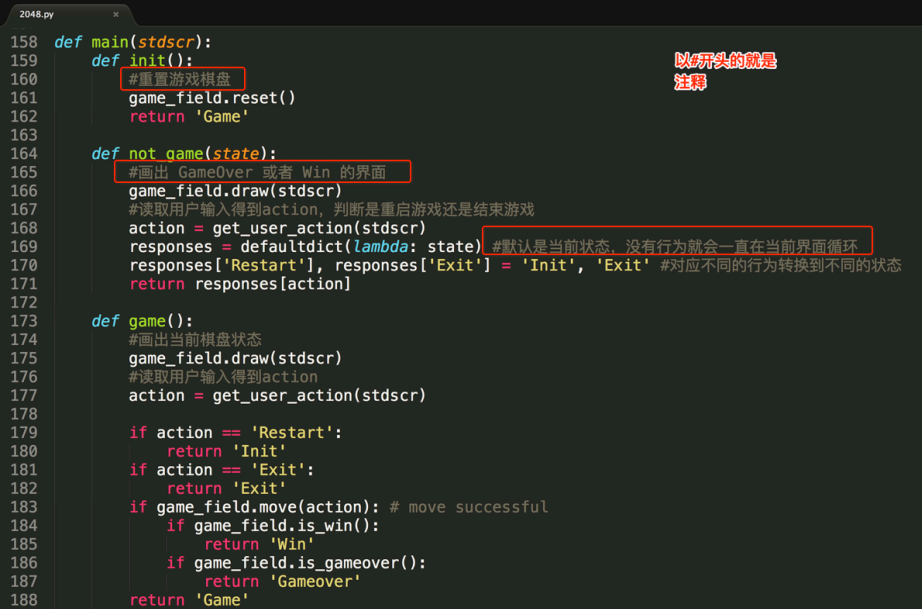 2048.py
158 def main(stdscr):
159     def init():
160         #重置游戏棋盘
161         game_field.reset()
162         return 'Game'
163
164     def not_game(state):
165         #画出 GameOver 或者 Win 的界面
166         game_field.draw(stdscr)
167         #读取用户输入得到action，判断是重启游戏还是结束游戏
168         action = get_user_action(stdscr)
169         responses = defaultdict(lambda: state) #默认是当前状态，没有行为就会一直在当前界面循环
170         responses['Restart'], responses['Exit'] = 'Init', 'Exit' #对应不同的行为转换到不同的状态
171         return responses[action]
172
173     def game():
174         #画出当前棋盘状态
175         game_field.draw(stdscr)
176         #读取用户输入得到action
177         action = get_user_action(stdscr)
178
179         if action == 'Restart':
180             return 'Init'
181         if action == 'Exit':
182             return 'Exit'
183         if game_field.move(action): # move successful
184             if game_field.is_win():
185                 return 'Win'
186             if game_field.is_gameover():
187                 return 'Gameover'
188         return 'Game'
以#开头的就是
注释